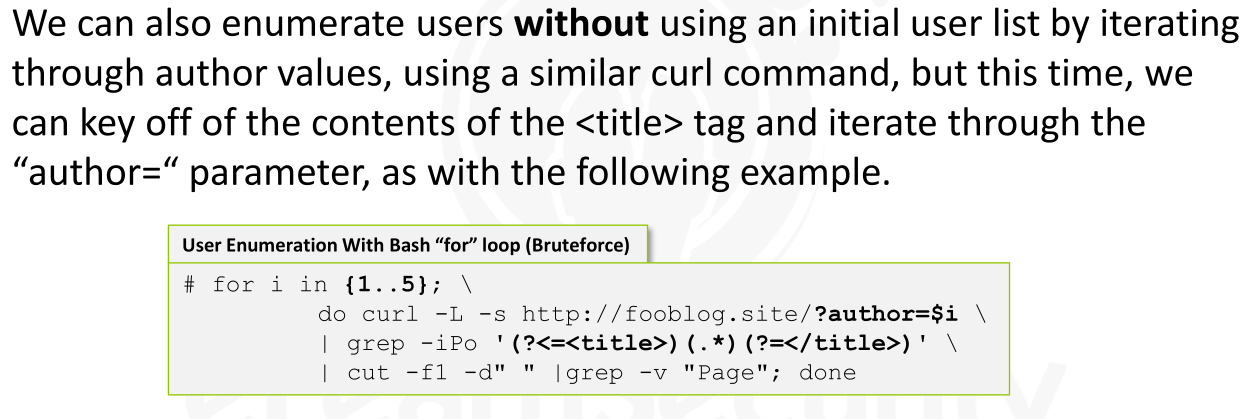 We can also enumerate users without using an initial user list by iterating
through author values, using a similar curl command, but this time, we
can key off of the contents of the <title> tag and iterate through the
“author=“ parameter, as with the following example.
User Enumeration With Bash “for” loop (Bruteforce)
# for i in {1..5}; \
do curl -L -s http://fooblog.site/?author=$i \
| grep -iPo '(?<=<title>)(.*)(?=</title>)' \
| cut -f1 -d" " |grep -v "Page"; done